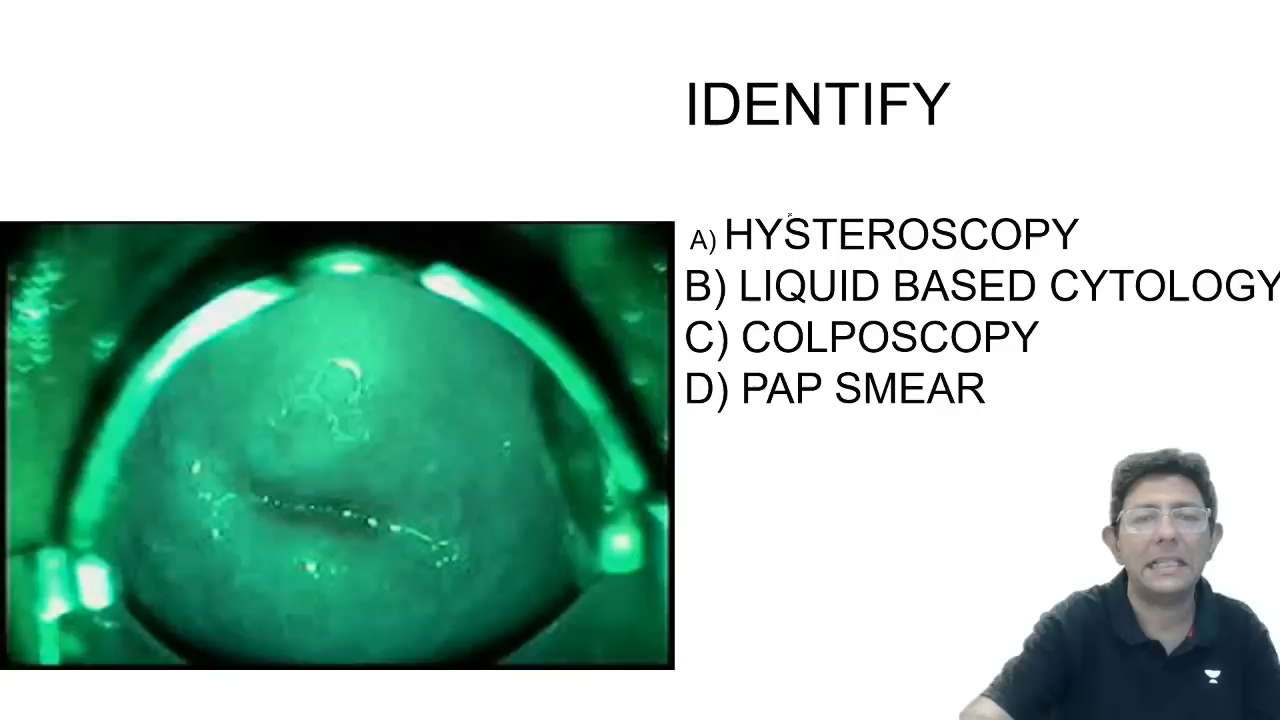 IDENTIFY
A) HYSTEROSCOPY
B) LIQUID BASED CYTOLOGY
C) COLPOSCOPY
D) PAP SMEAR